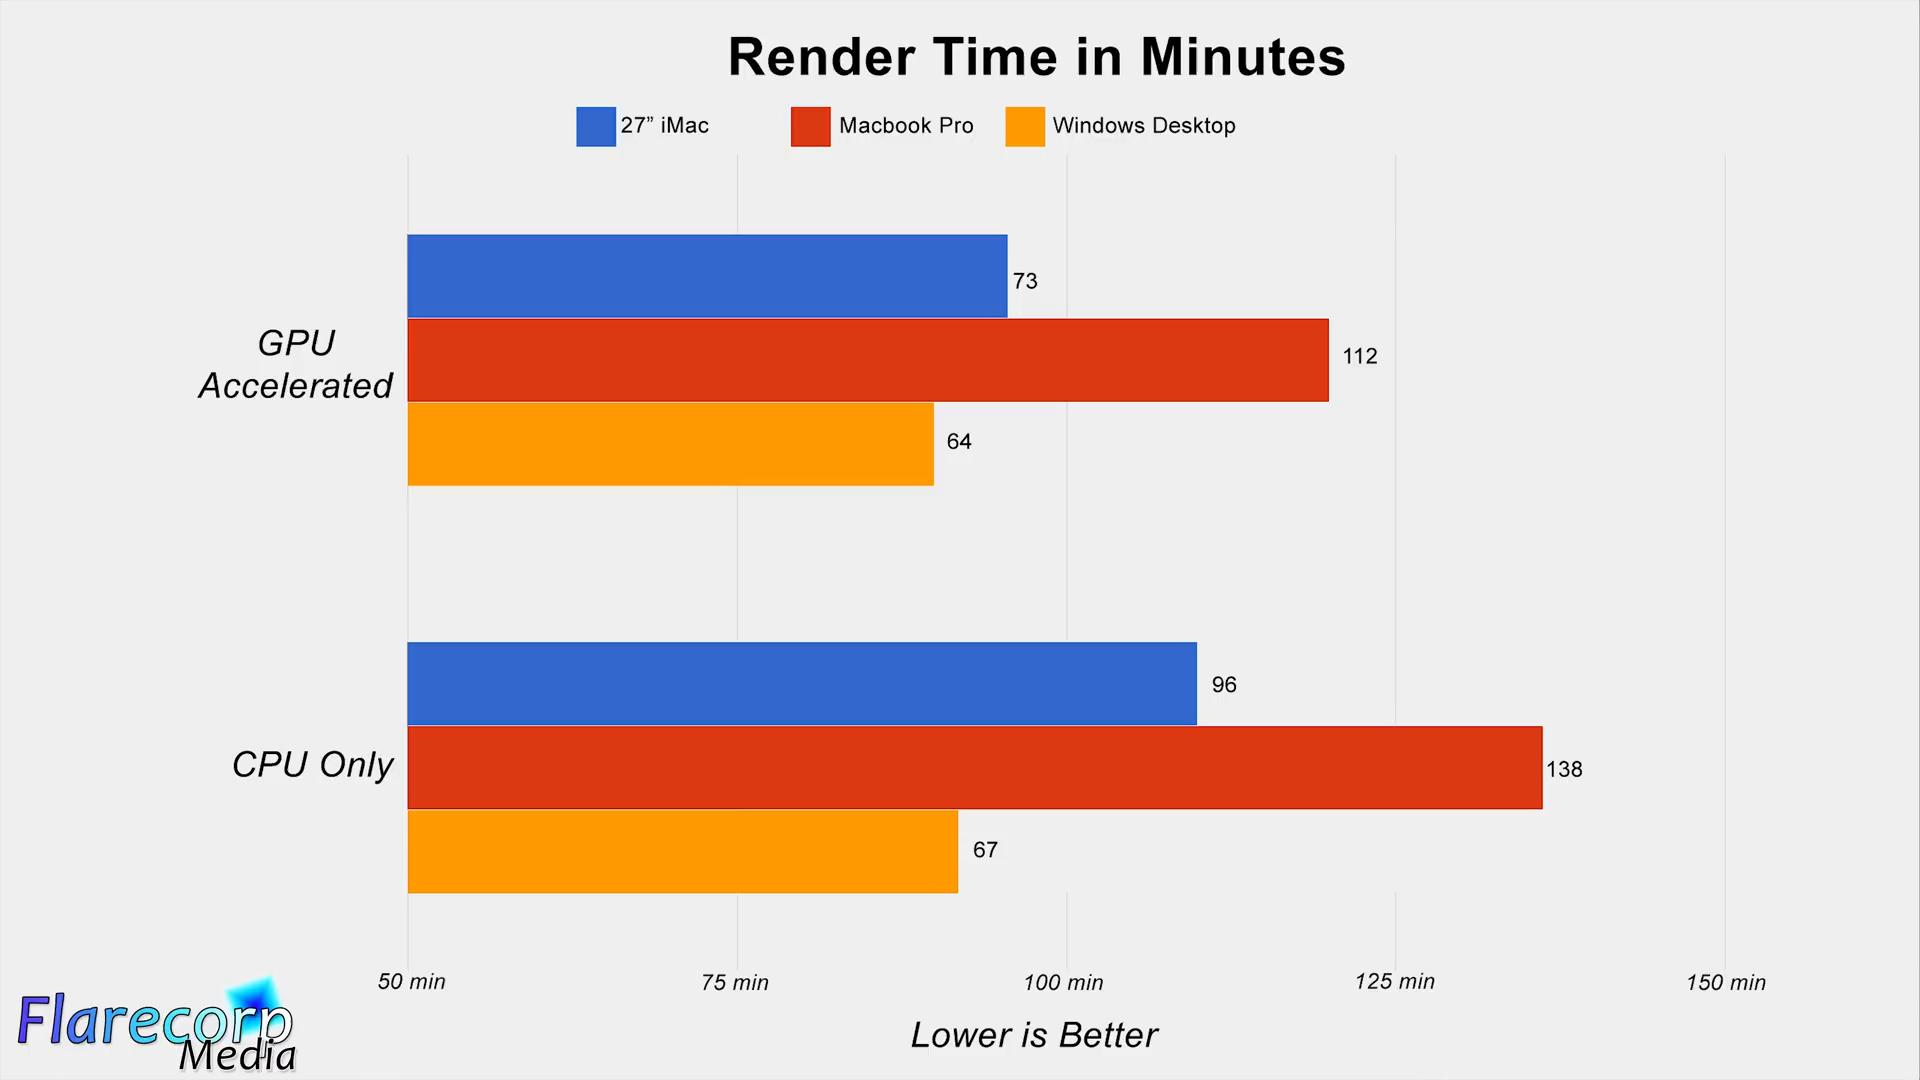 Render Time in Minutes
27” iMac
Macbook Pro
Windows Desktop
73
GPU
Accelerated
112
64
96
CPU Only
138
67
50 min
75 min
100 min
125 min
150 min
Lower is Better
Flarecorp
Media